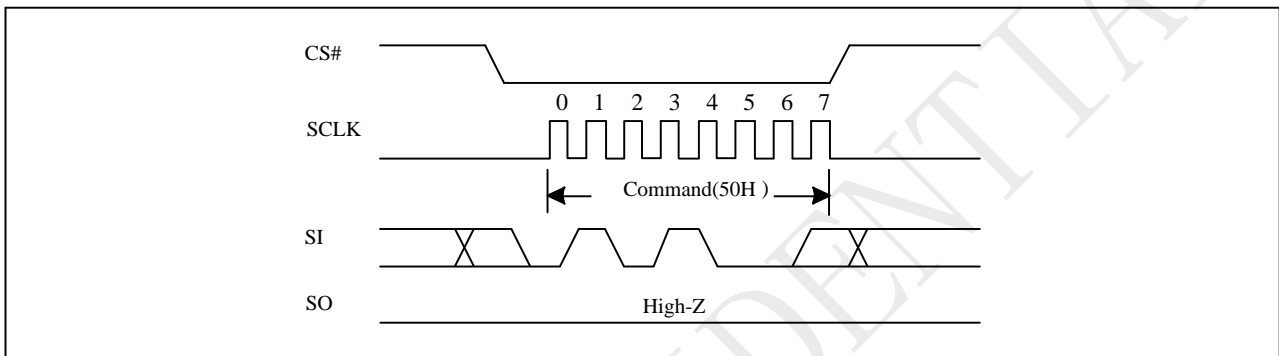 CS#
0 1 2 3 4 5 6 7
SCLK
Command(50H )
SI
SO High-Z